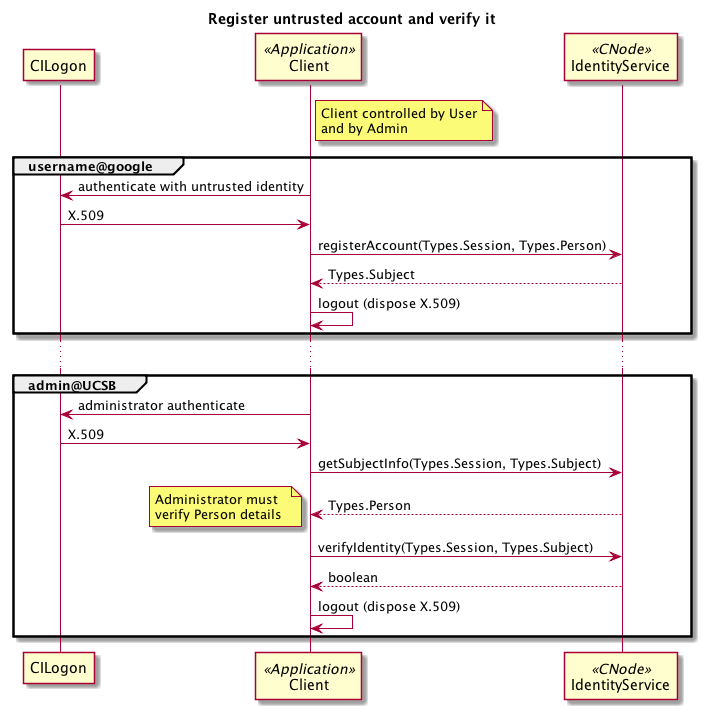 Register untrusted account and verify it
CILogon
«Application»
Client
«CNode»
IdentityService
Client controlled by User
and by Admin
username@google
authenticate with untrusted identity
X.509
registerAccount(Types.Session, Types.Person)
Types.Subject
logout (dispose X.509)
admin@UCSB
administrator authenticate
X.509
getSubjectInfo(Types.Session, Types.Subject)
Administrator must
verify Person details
Types.Person
verifyIdentity(Types.Session, Types.Subject)
boolean
logout (dispose X.509)
CILogon
«Application»
Client
«CNode»
IdentityService